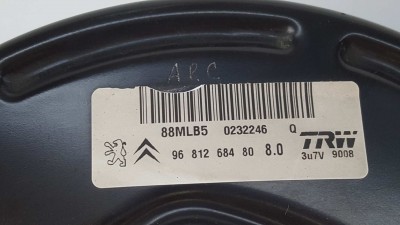 ARC
88MLB5 0232246 Q
96 812 684 80 8.0
TRW
3u7V 9008